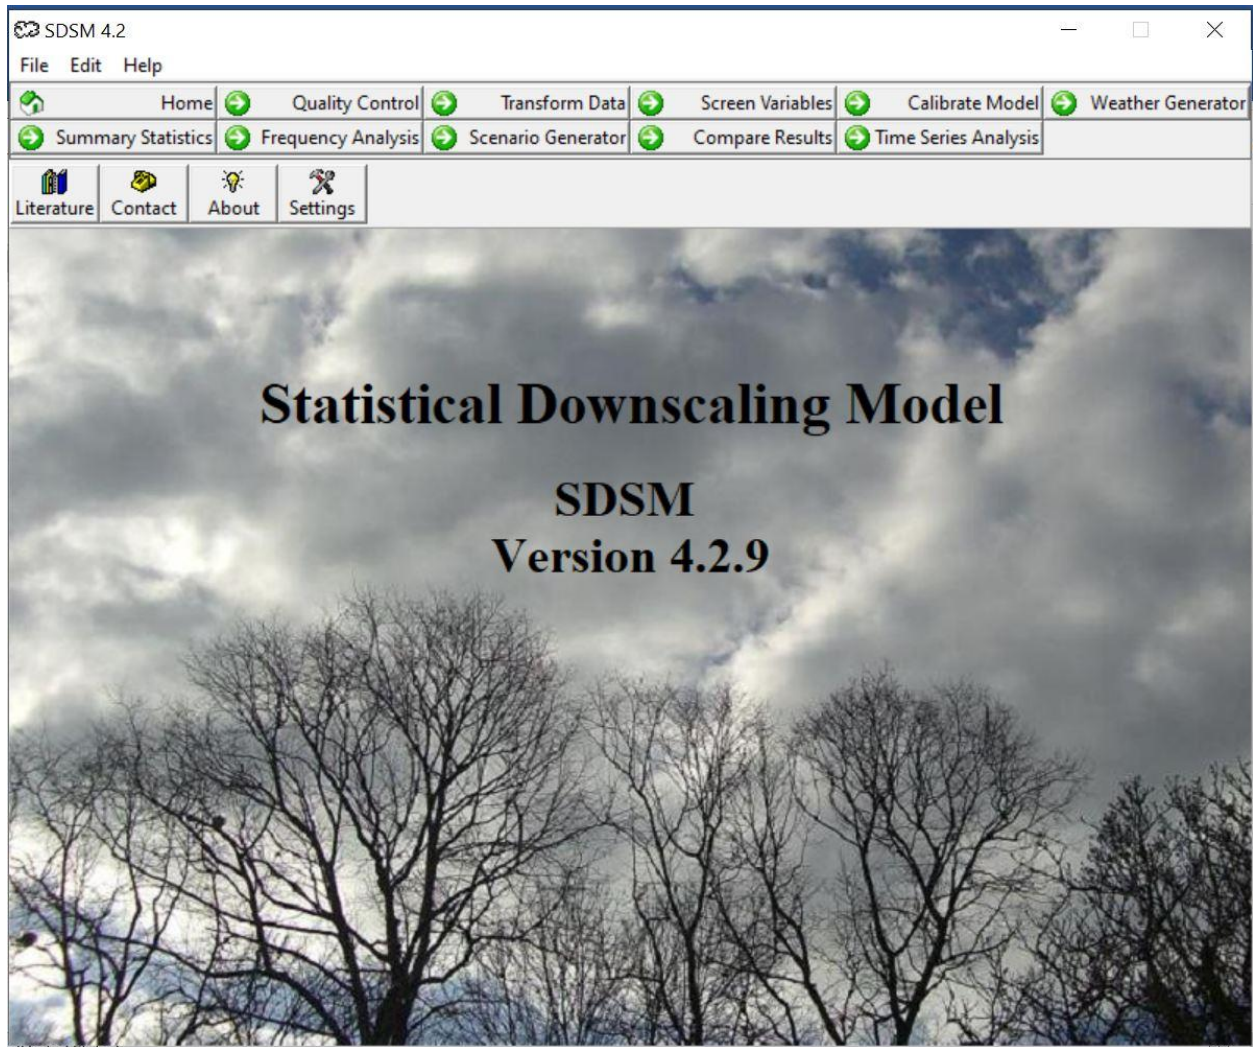 SDSM 4.2
File Edit Help
Home Quality Control Transform Data Screen Variables Calibrate Model Weather Generator
Summary Statistics Frequency Analysis Scenario Generator Compare Results Time Series Analysis
Literature Contact About Settings
Statistical Downscaling Model
SDSM
Version 4.2.9